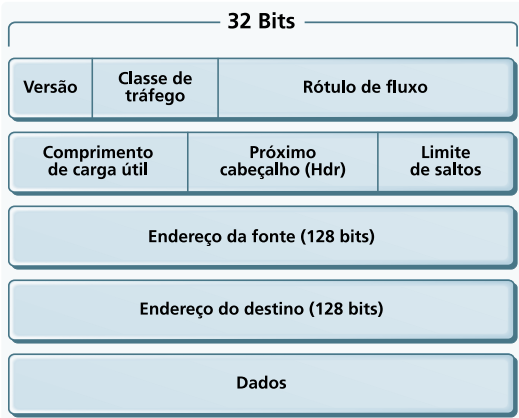 32 Bits
Versão
Classe de
tráfego
Rótulo de fluxo
Comprimento
de carga útil
Próximo
cabeçalho (Hdr)
Limite
de saltos
Endereço da fonte (128 bits)
Endereço do destino (128 bits)
Dados